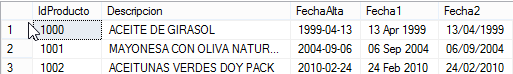 IdProducto Descripcion FechaAlta Fecha1 Fecha2
1 1000 ACEITE DE GIRASOL 1999-04-13 13 Apr 1999 13/04/1999
2 1001 MAYONESA CON OLIVA NATUR... 2004-09-06 06 Sep 2004 06/09/2004
3 1002 ACEITUNAS VERDES DOY PACK 2010-02-24 24 Feb 2010 24/02/2010